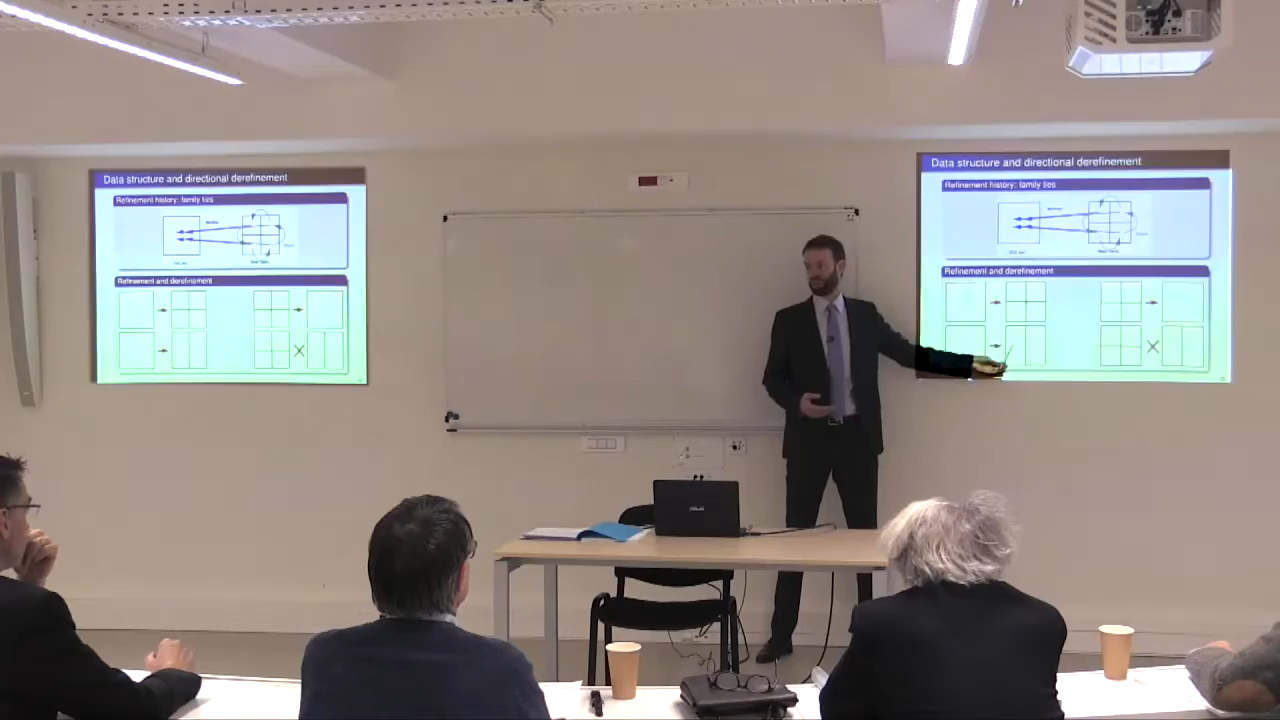 Data structure and directional derefinement
Refinement history: family ties
Refinement and derefinement
Data structure and directional derefinement
Refinement history: family ties
Refinement and derefinement
ASUS